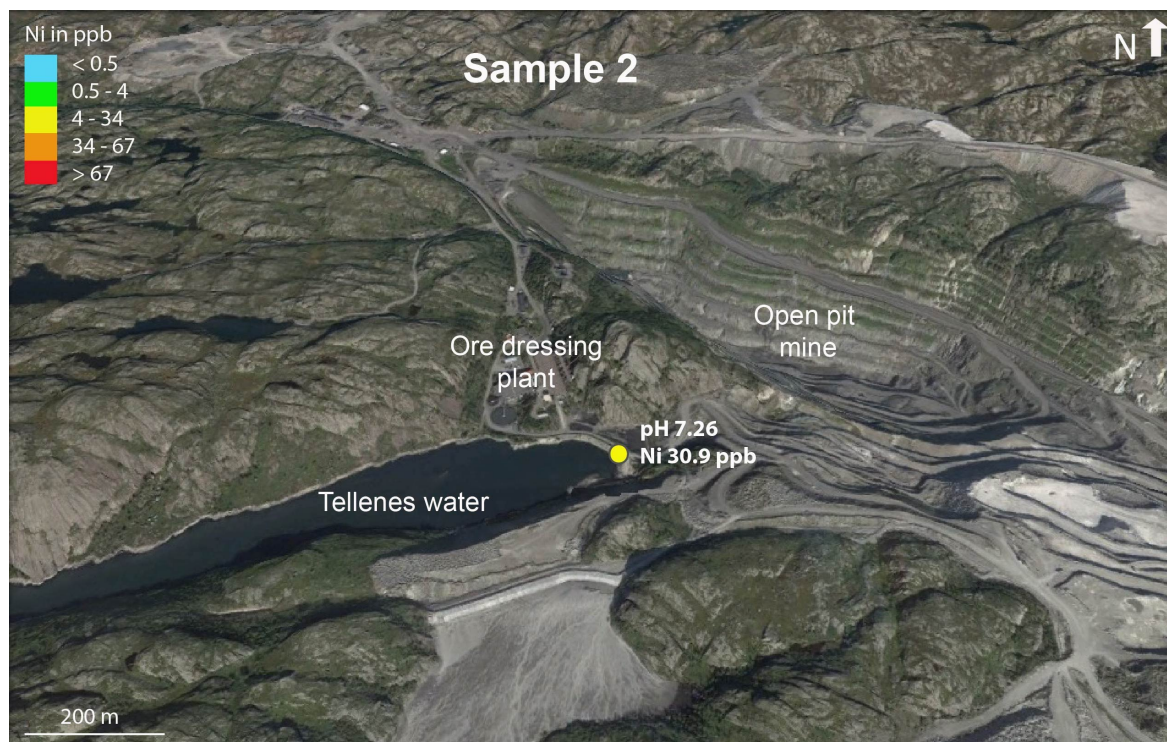 Ni in ppb
< 0.5
0.5 - 4
4 - 34
34 - 67
> 67
Sample 2
N
Open pit
mine
Ore dressing
plant
pH 7.26
Ni 30.9 ppb
Tellenes water
200 m